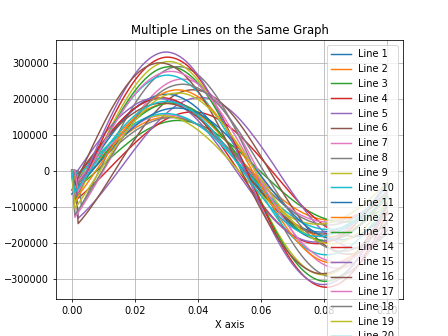 Multiple Lines on the Same Graph
300000
200000
100000
0
−100000
−200000
−300000
0.00
0.02
0.04
0.06
X axis
Line 1
Line 2
Line 3
Line 4
Line 5
Line 6
Line 7
Line 8
Line 9
Line 10
Line 11
Line 12
Line 13
Line 14
Line 15
Line 16
Line 17
Line 18
Line 19
Line 20